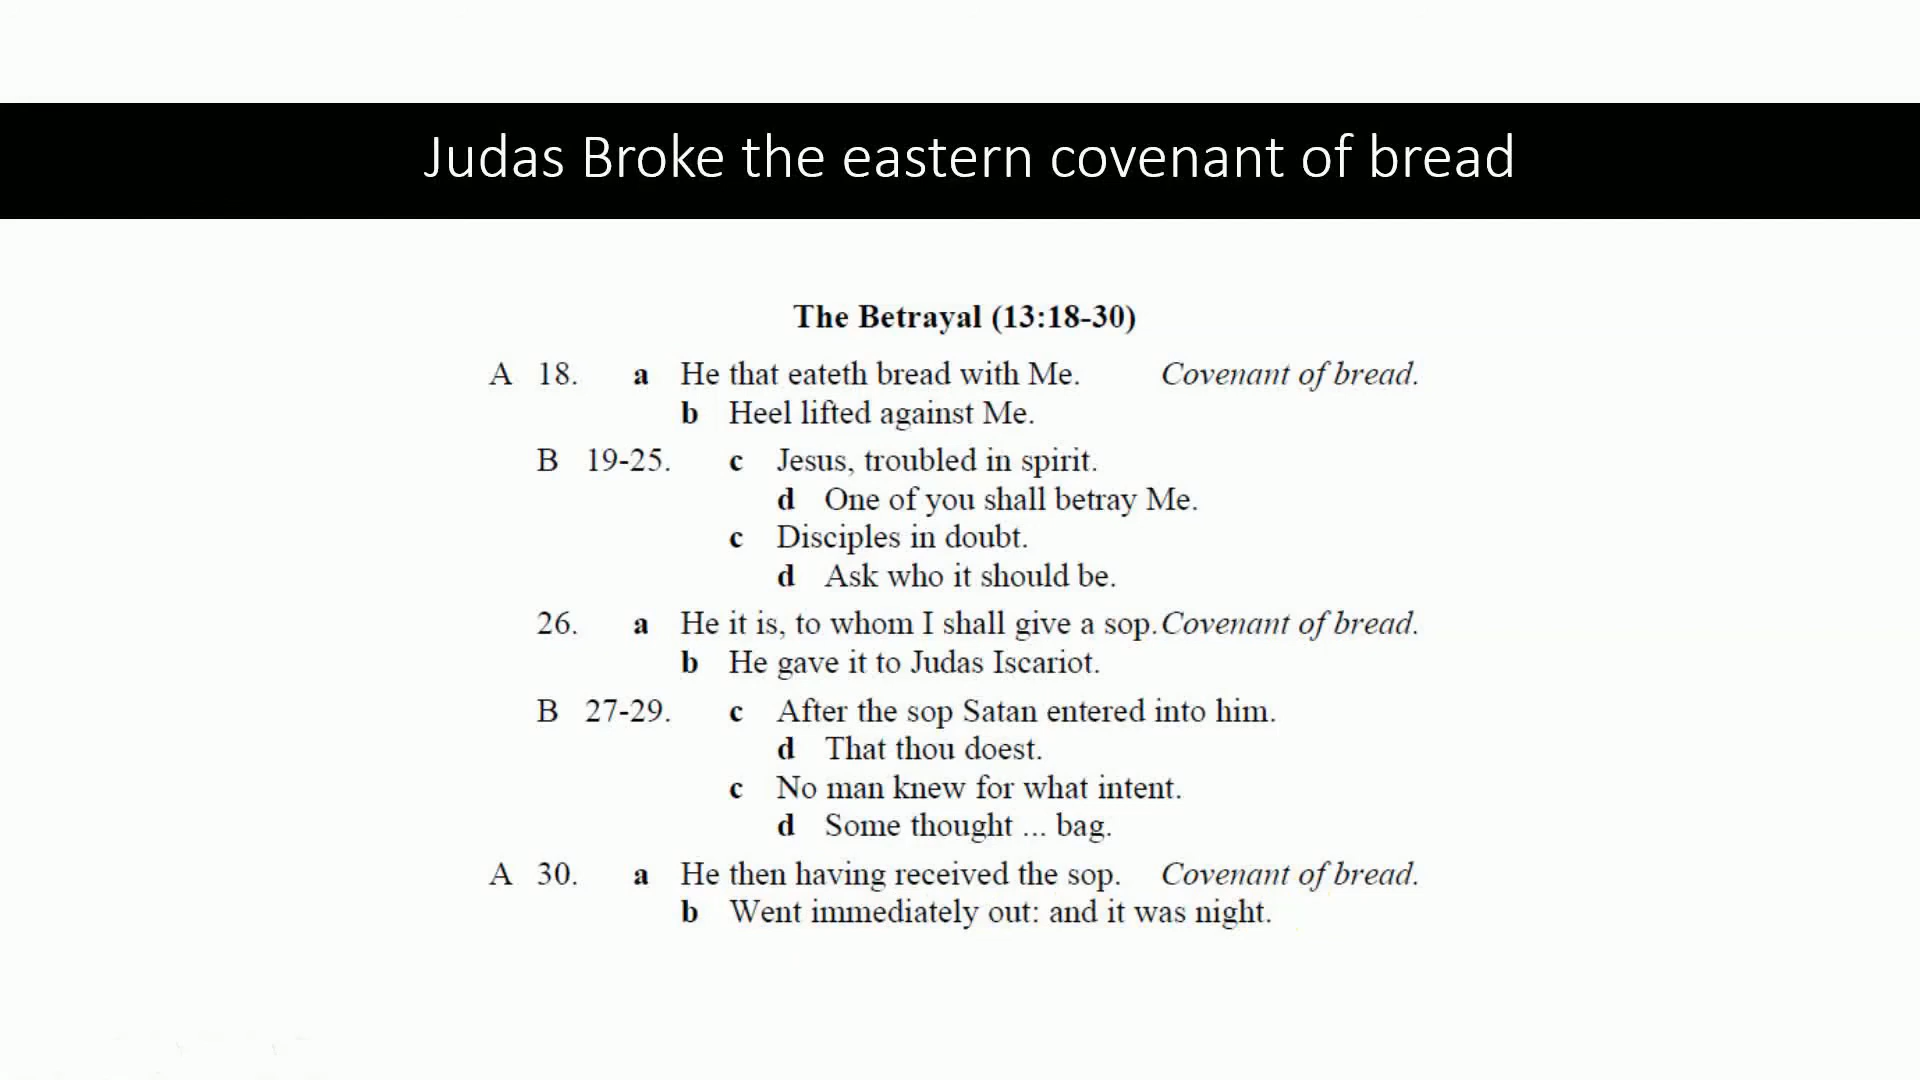 Judas Broke the eastern covenant of bread
The Betrayal (13:18-30)
A 18. a He that eateth bread with Me. Covenant of bread.
b Heel lifted against Me.
B 19-25. c Jesus, troubled in spirit.
d One of you shall betray Me.
c Disciples in doubt.
d Ask who it should be.
26. a He it is, to whom I shall give a sop. Covenant of bread.
b He gave it to Judas Iscariot.
B 27-29. c After the sop Satan entered into him.
d That thou doest.
c No man knew for what intent.
d Some thought ... bag.
A 30. a He then having received the sop. Covenant of bread.
b Went immediately out: and it was night.